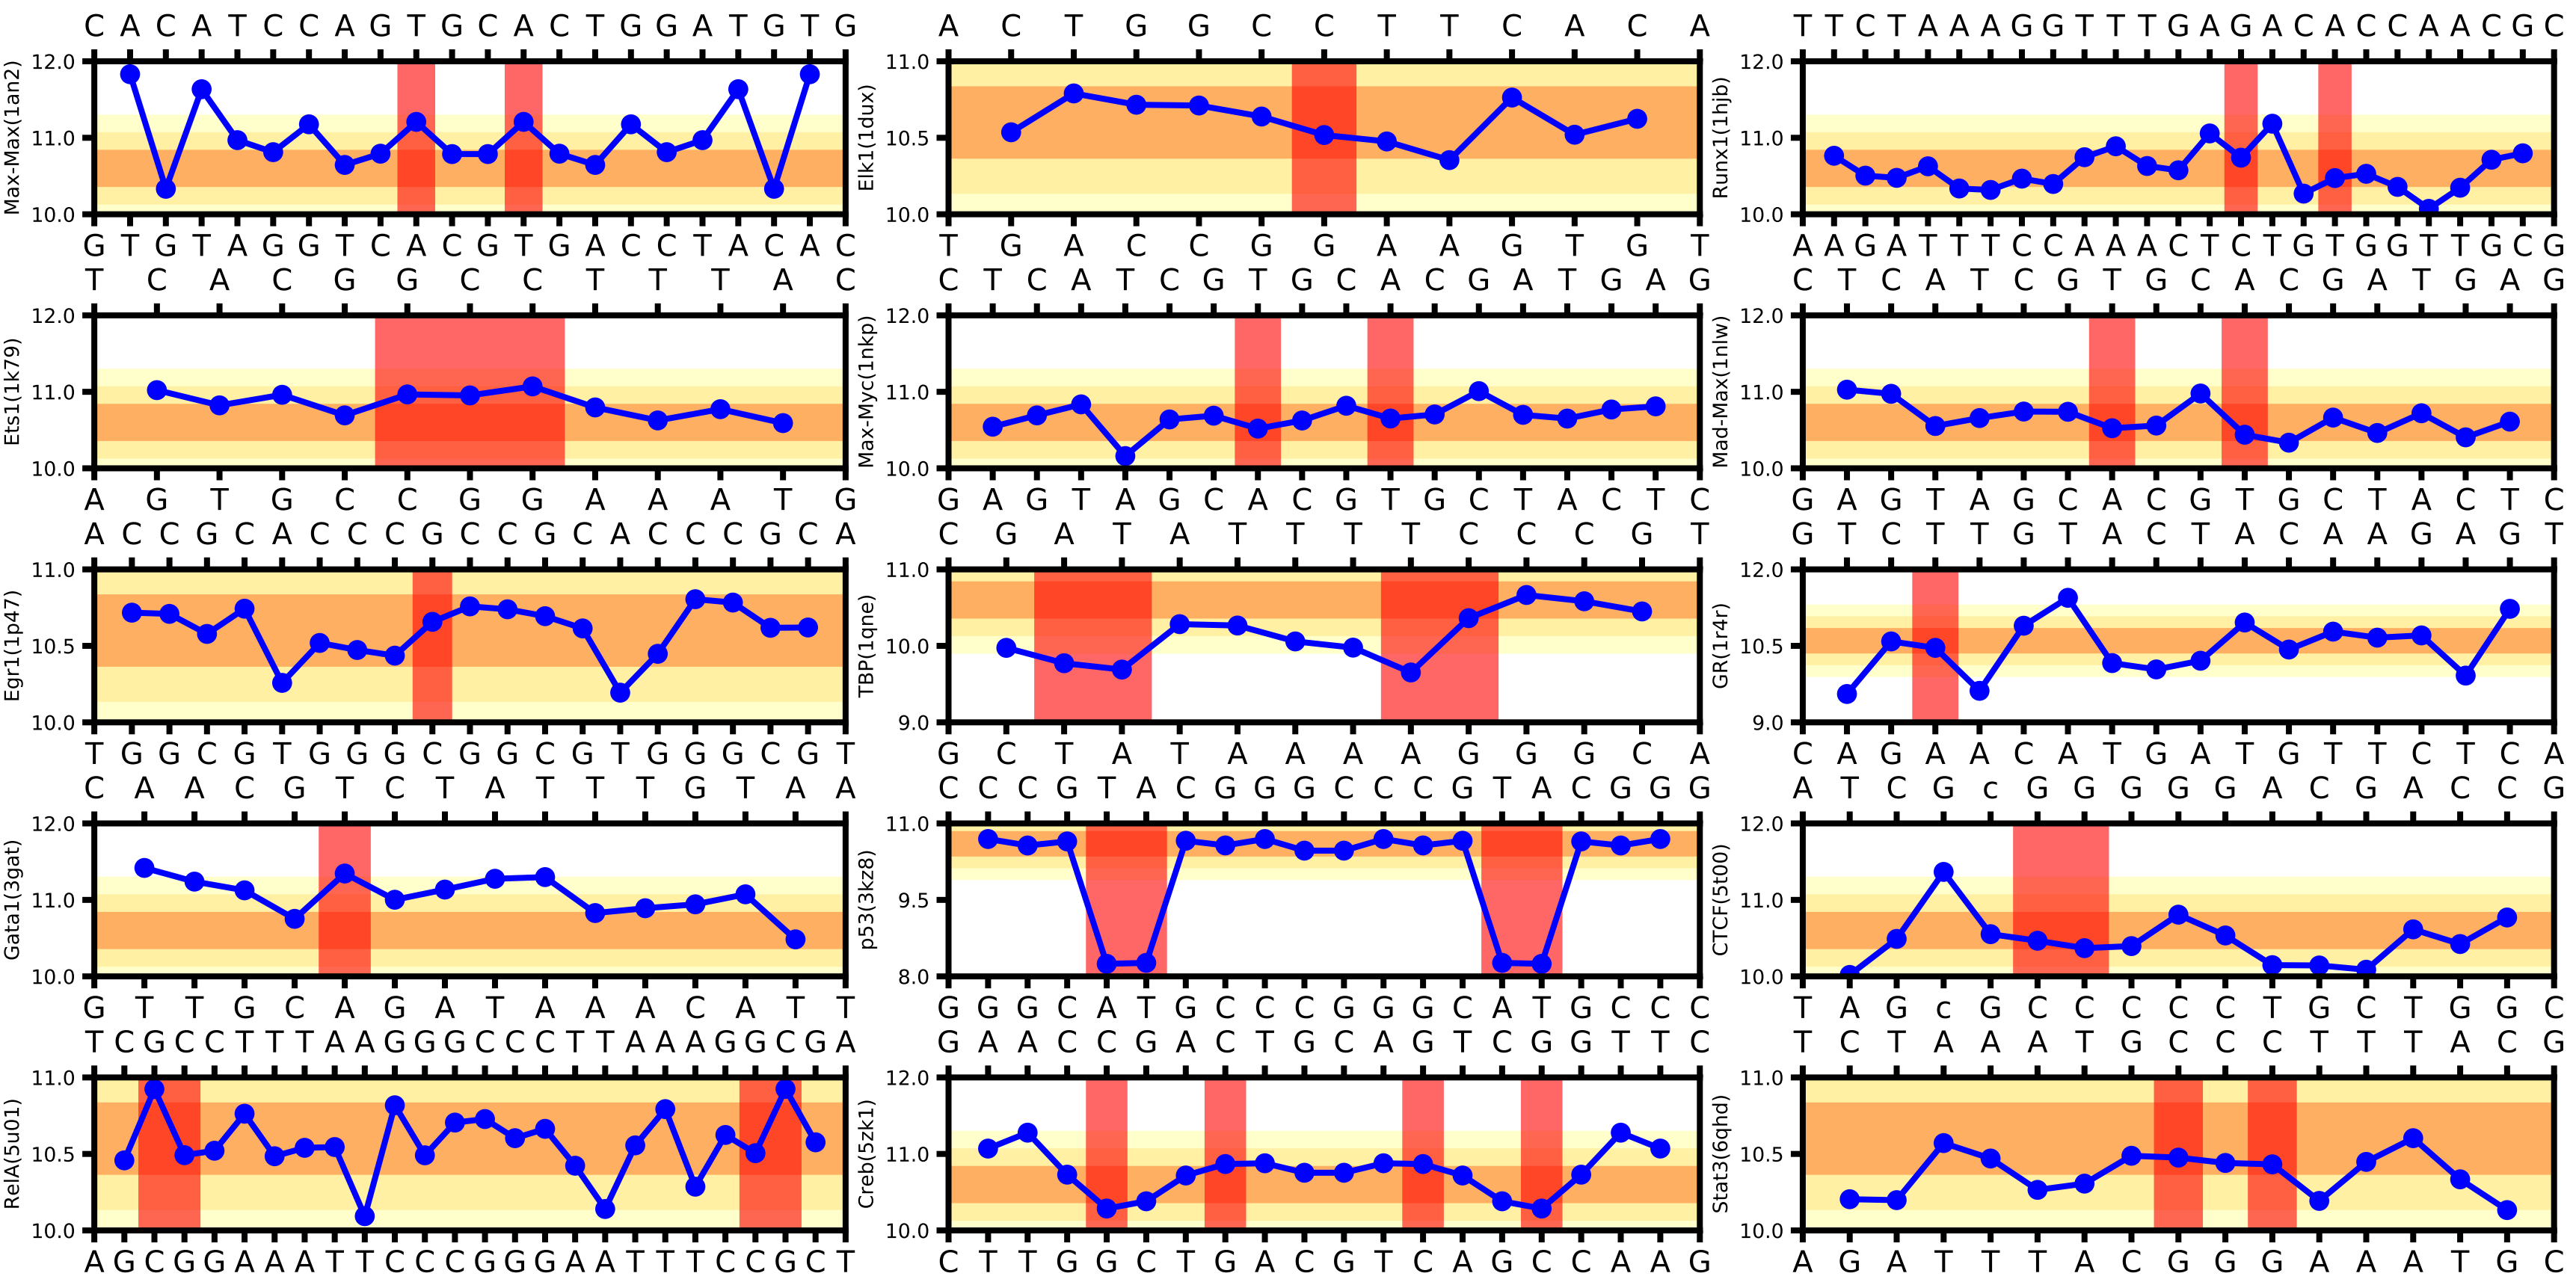 C A C A T C C A G T G C A C T G G A T G T G
Max-Max(1an2)
12.0
11.0
10.0
G T G T A G G T C A C G T G A C C T A C A C
A C T G G C C T T C A C A
Elk1(1dux)
11.0
10.5
10.0
T G A C C G G A A G T G T
T T C T A A A G G T T T G A G A C A C C A A C G C
Runx1(1hjb)
12.0
11.0
10.0
A A G A T T T C C A A A C T C T G T G G T T G C G
T C A C G G C C T T T A C
Ets1(1k79)
12.0
11.0
10.0
A G T G C C G G A A A T G
C T C A T C G T G C A C G A T G A G
Max-Myc(1nkp)
12.0
11.0
10.0
G A G T A G C A C G T G C T A C T C
C T C A T C G T G C A C G A T G A G
Mad-Max(1nlw)
12.0
11.0
10.0
G A G T A G C A C G T G C T A C T C
A C C G C A C C C G C C G C A C C C G C A
Egr1(1p47)
11.0
10.5
10.0
T G G C G T G G G C G G C G T G G G C G T
C G A T A T T T T C C C G T
TBP(1qne)
11.0
10.0
9.0
G C T A T A A A A G G G C A
G T C T T G T A C T A C A A G A G T
GR(1r4r)
12.0
10.5
9.0
C A G A A C A T G A T G T T C T C A
C A A C G T C T A T T T G T A A
Gata1(3gat)
12.0
11.0
10.0
G T T G C A G A T A A A C A T T
C C C G T A C G G G C C C G T A C G G G
p53(3kz8)
11.0
9.5
8.0
G G G C A T G C C C G G G C A T G C C C
A T C G c G G G G G A C G A C C G
CTCF(5t00)
12.0
11.0
10.0
T A G c G C C C C C T G C T G G C
T C G C C T T T A A G G G C C C T T A A A G G C G A
RelA(5u01)
11.0
10.5
10.0
A G C G G A A A T T C C C G G G A A T T T C C G C T
G A A C C G A C T G C A G T C G G T T C
Creb(5zk1)
12.0
11.0
10.0
C T T G G C T G A C G T C A G C C A A G
T C T A A A T G C C C T T T A C G
Stat3(6qhd)
11.0
10.5
10.0
A G A T T T A C G G G A A A T G C